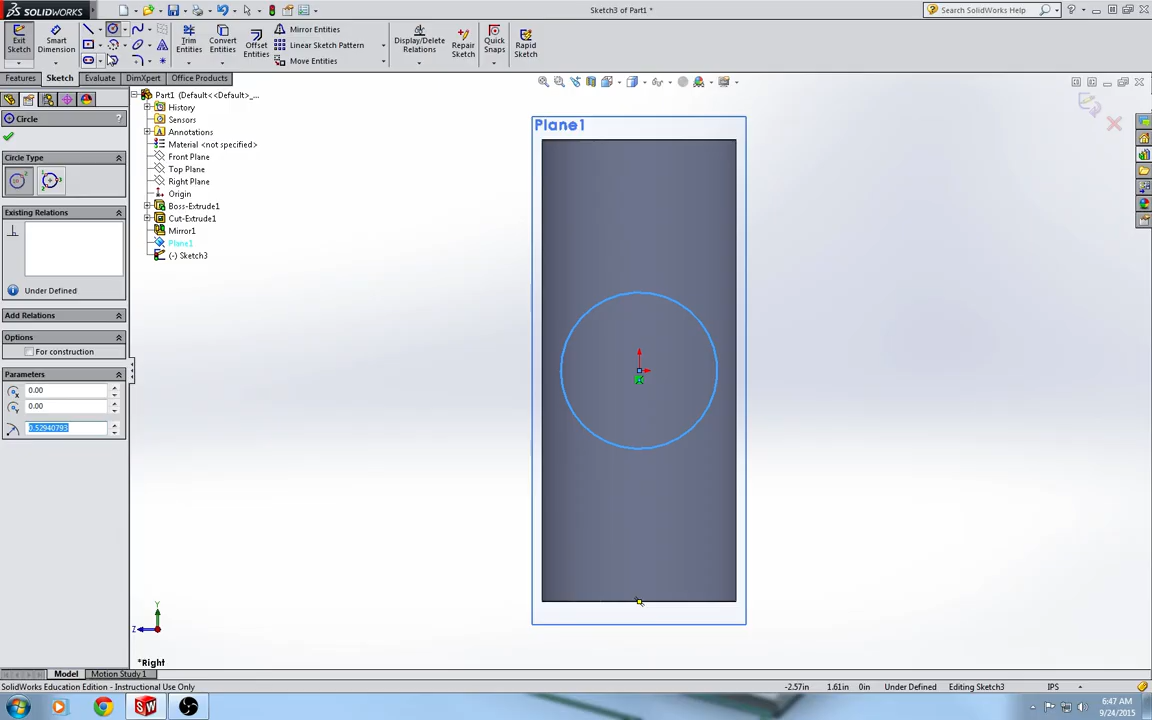 SOLIDWORKS
Sketch3 of Part1 *
Search SolidWorks Help
Exit Sketch
Smart Dimension
Trim Entities
Convert Entities
Offset Entities
Mirror Entities
Linear Sketch Pattern
Move Entities
Display/Delete Relations
Repair Sketch
Quick Snaps
Rapid Sketch
Features
Sketch
Evaluate
DimXpert
Office Products
Circle
?
Circle Type
Existing Relations
Under Defined
Add Relations
Options
For construction
Parameters
0.00
0.00
0.52940793
Part1 (Default<<Default>_...
History
Sensors
Annotations
Material <not specified>
Front Plane
Top Plane
Right Plane
Origin
Boss-Extrude1
Cut-Extrude1
Mirror1
Plane1
(-) Sketch3
Plane1
Y
Z
*Right
Model
Motion Study 1
SolidWorks Education Edition - Instructional Use Only
-2.57in
1.61in
0in
Under Defined
Editing Sketch3
IPS
6:47 AM
9/24/2015